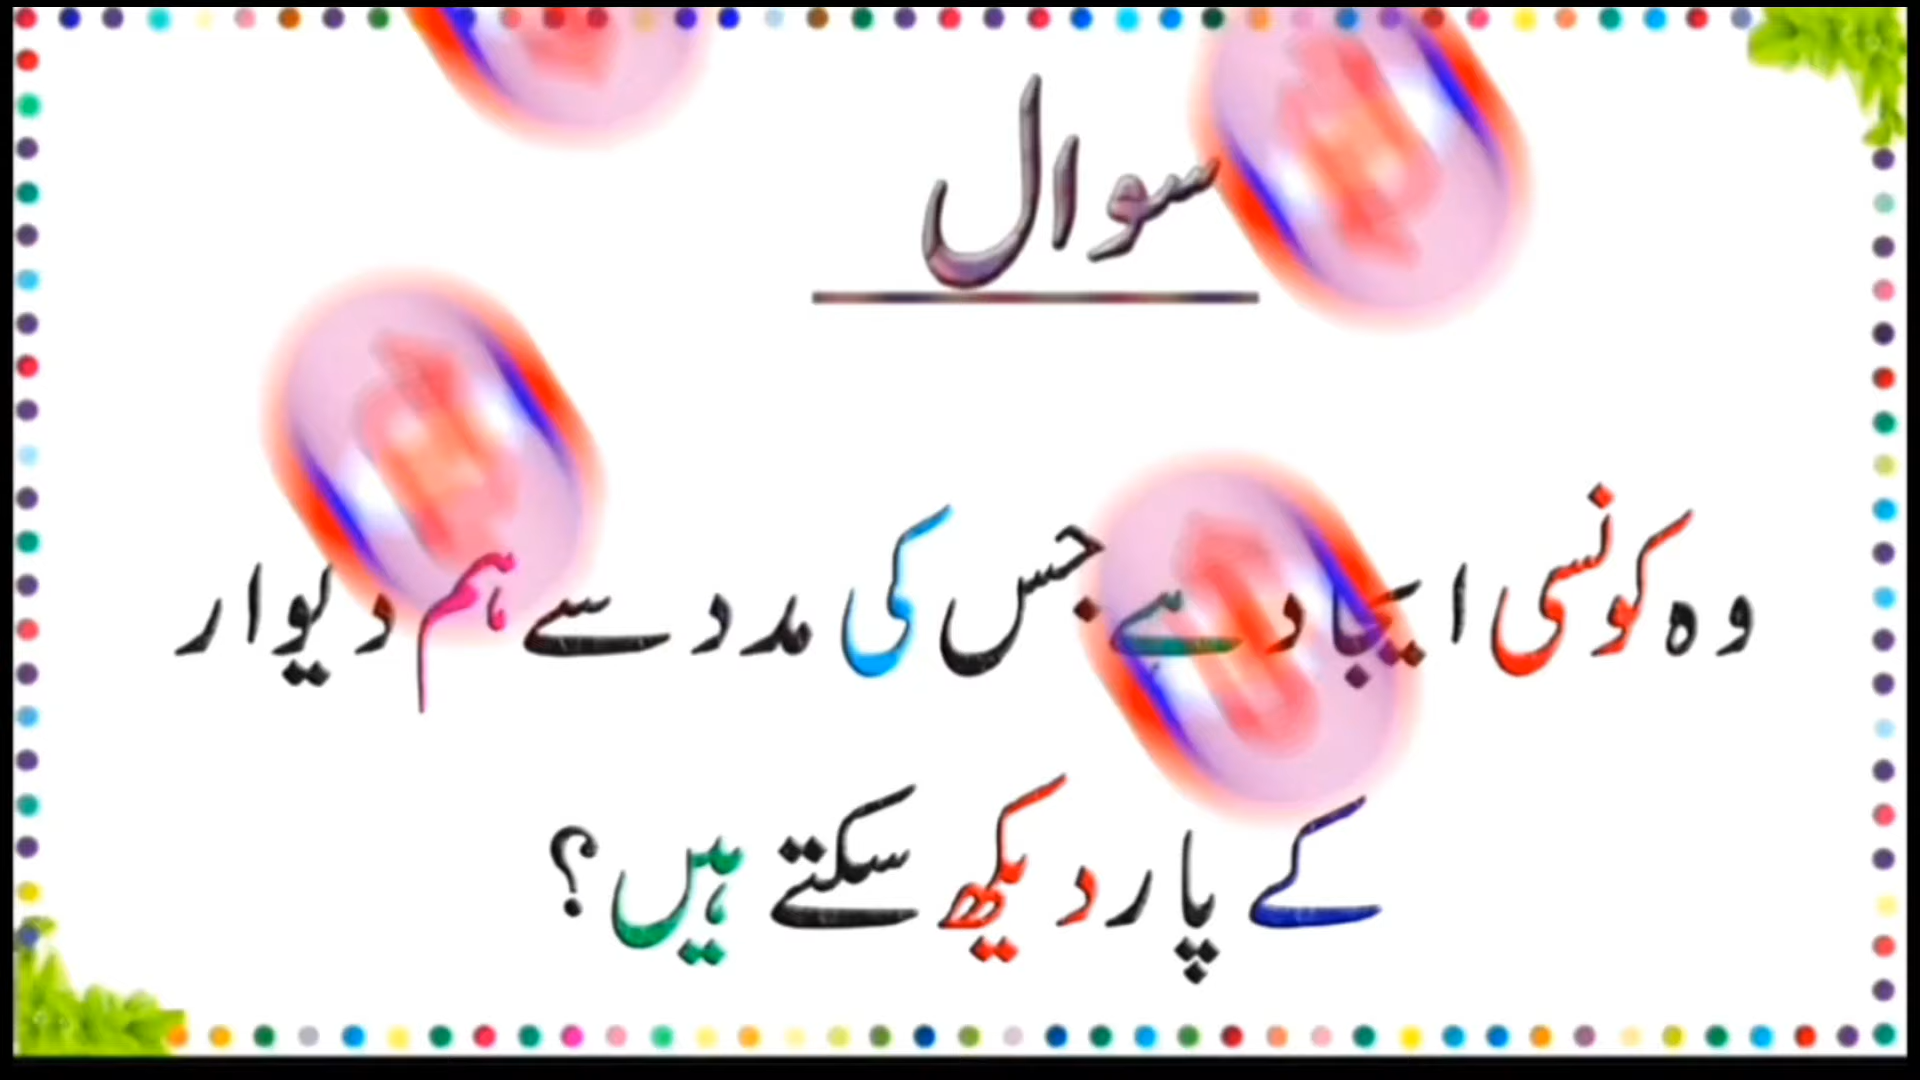 سوال
وہ کونسی ایجاد ہے جس کی مدد سے ہم دیوار
کے پار دیکھ سکتے ہیں؟